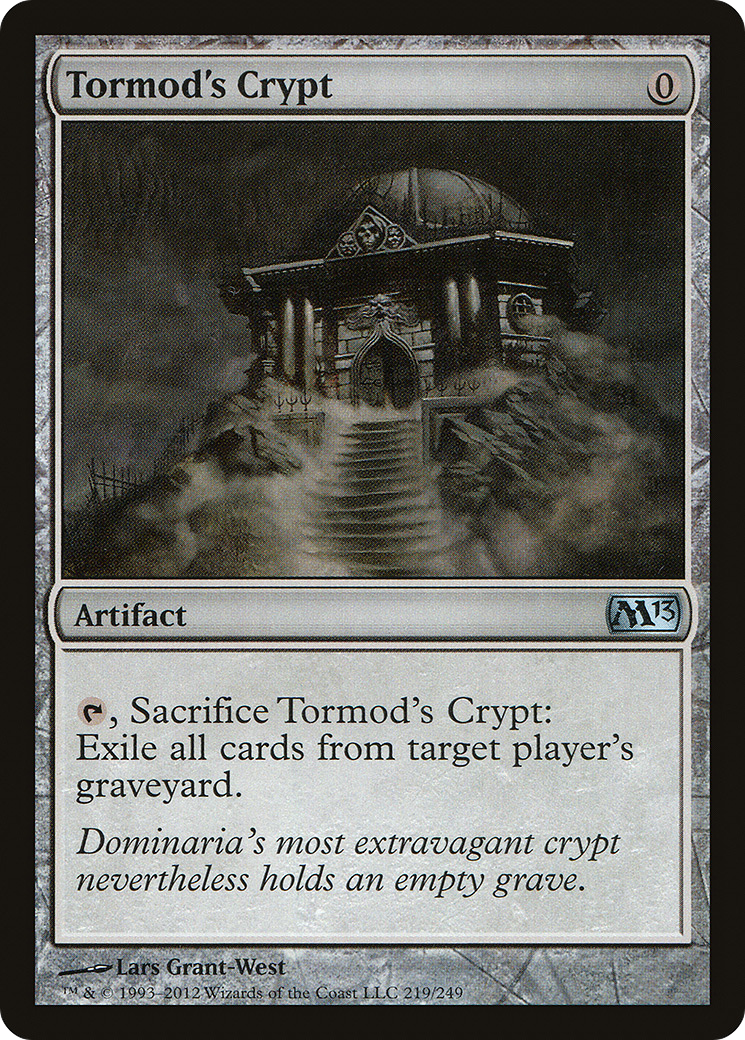 Tormod's Crypt 0
Artifact M13
, Sacrifice Tormod's Crypt:
Exile all cards from target player's
graveyard.
Dominaria's most extravagant crypt
nevertheless holds an empty grave.
Lars Grant-West
™ & © 1993–2012 Wizards of the Coast LLC 219/249